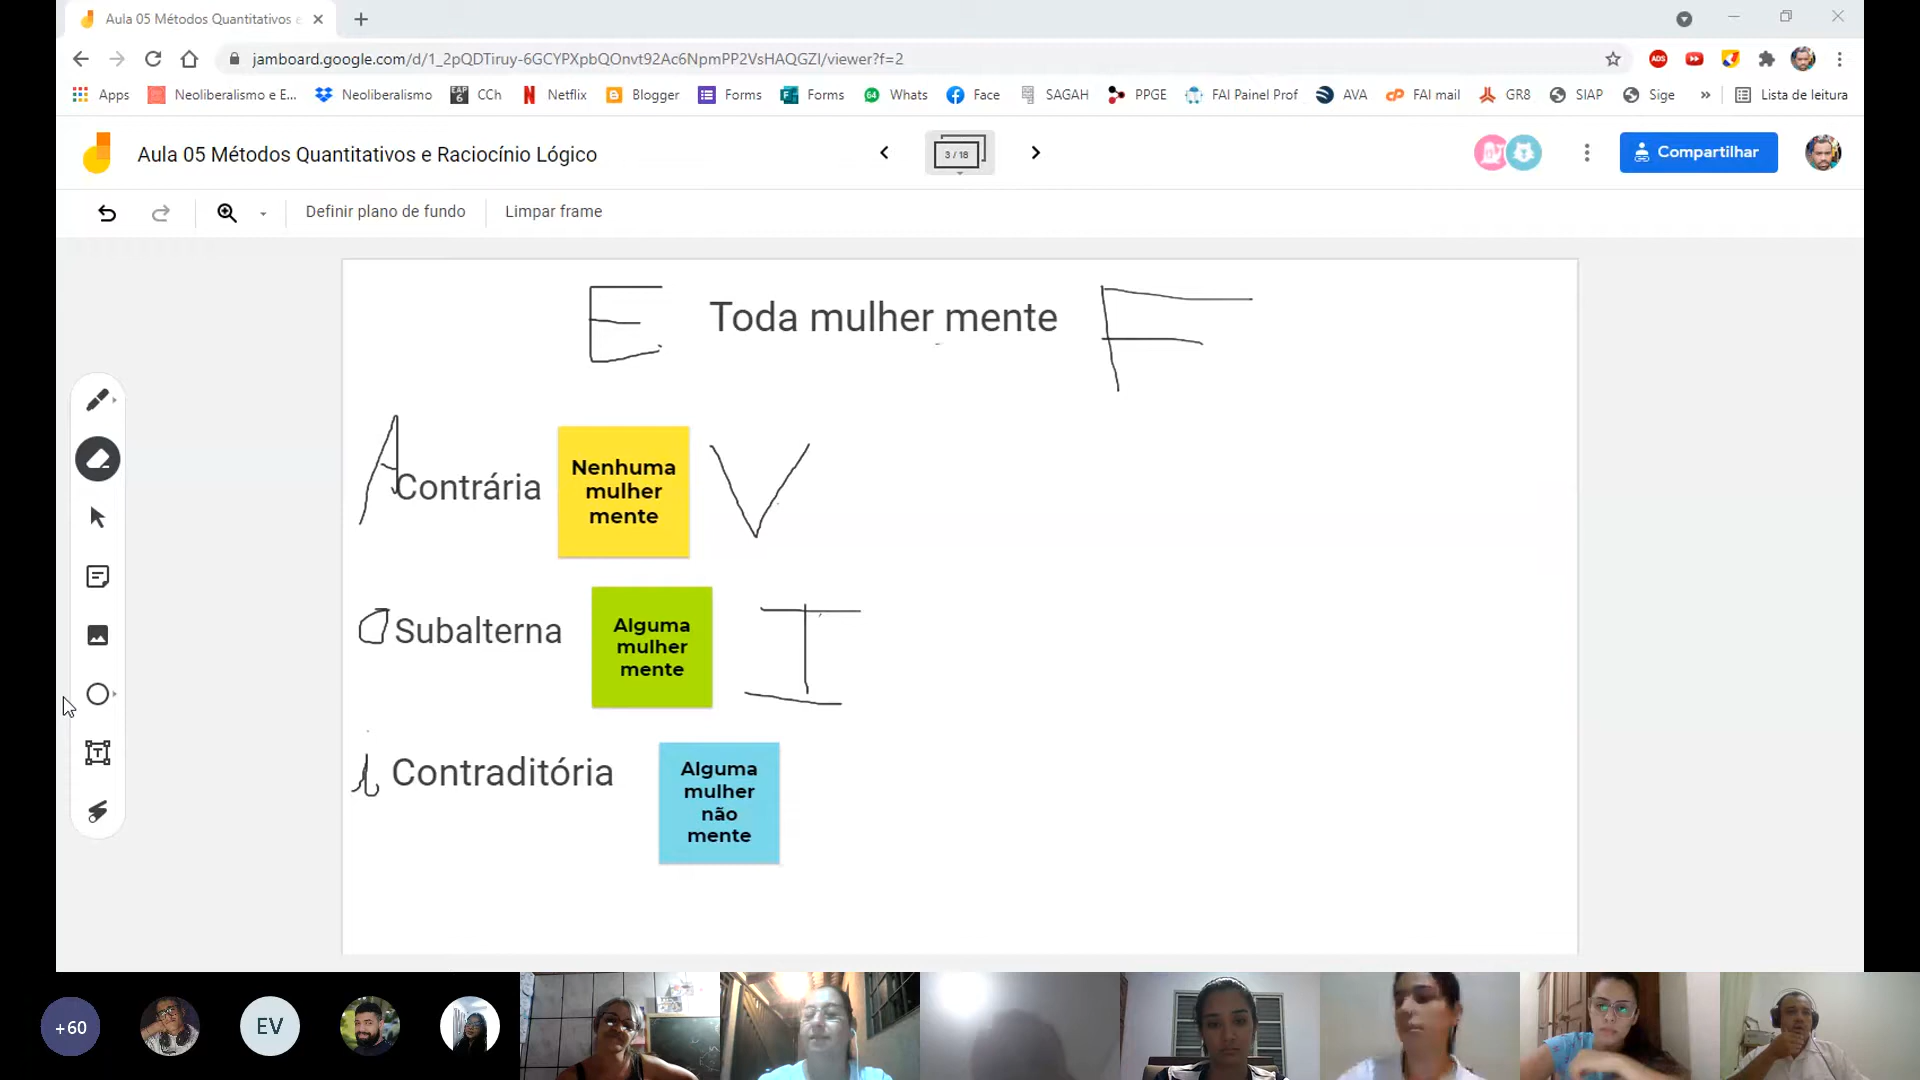 Aula 05 Métodos Quantitativos e
jamboard.google.com/d/1_2pQDTiruy-6GCYPXpbQOnvt92Ac6NpmPP2VsHAQGZI/viewer?f=2
Apps Neoliberalismo e E... Neoliberalismo CCh Netflix Blogger Forms Forms Whats Face SAGAH PPGE FAI Painel Prof AVA FAI mail GR8 SIAP Sige » Lista de leitura
Aula 05 Métodos Quantitativos e Raciocínio Lógico 3 / 18 Compartilhar
Definir plano de fundo Limpar frame
E Toda mulher mente F
A Contrária
Nenhuma
mulher
mente
V
O Subalterna
Alguma
mulher
mente
I
i Contraditória
Alguma
mulher
não
mente
+60 EV